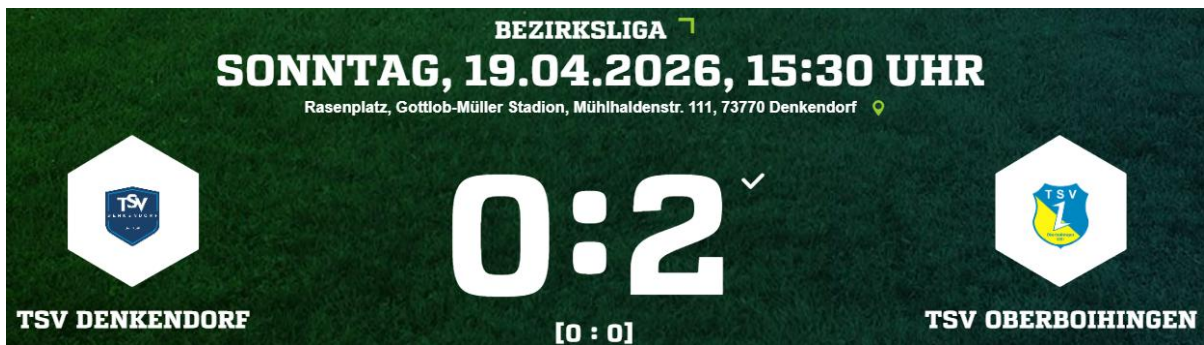 BEZIRKSLIGA
SONNTAG, 19.04.2026, 15:30 UHR
Rasenplatz, Gottlob-Müller Stadion, Mühlhaldenstr. 111, 73770 Denkendorf
TSV
DENKENDORF
TSV
0:2
TSV DENKENDORF
TSV OBERBOIHINGEN
[0 : 0]